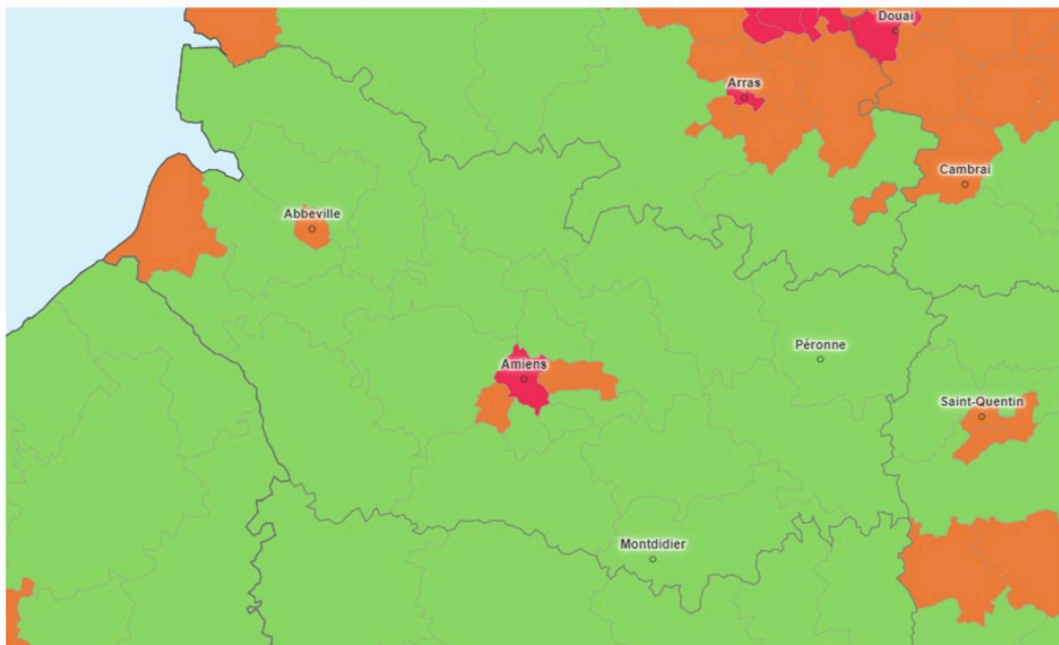 Douai
Arras
Cambrai
Abbeville
Péronne
Amiens
Saint-Quentin
Montdidier